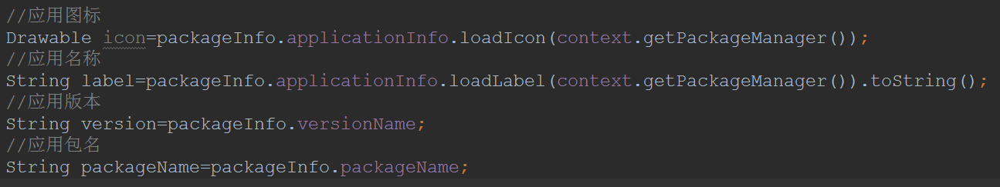 //应用图标
Drawable icon=packageInfo.applicationInfo.loadIcon(context.getPackageManager());
//应用名称
String label=packageInfo.applicationInfo.loadLabel(context.getPackageManager()).toString();
//应用版本
String version=packageInfo.versionName;
//应用包名
String packageName=packageInfo.packageName;